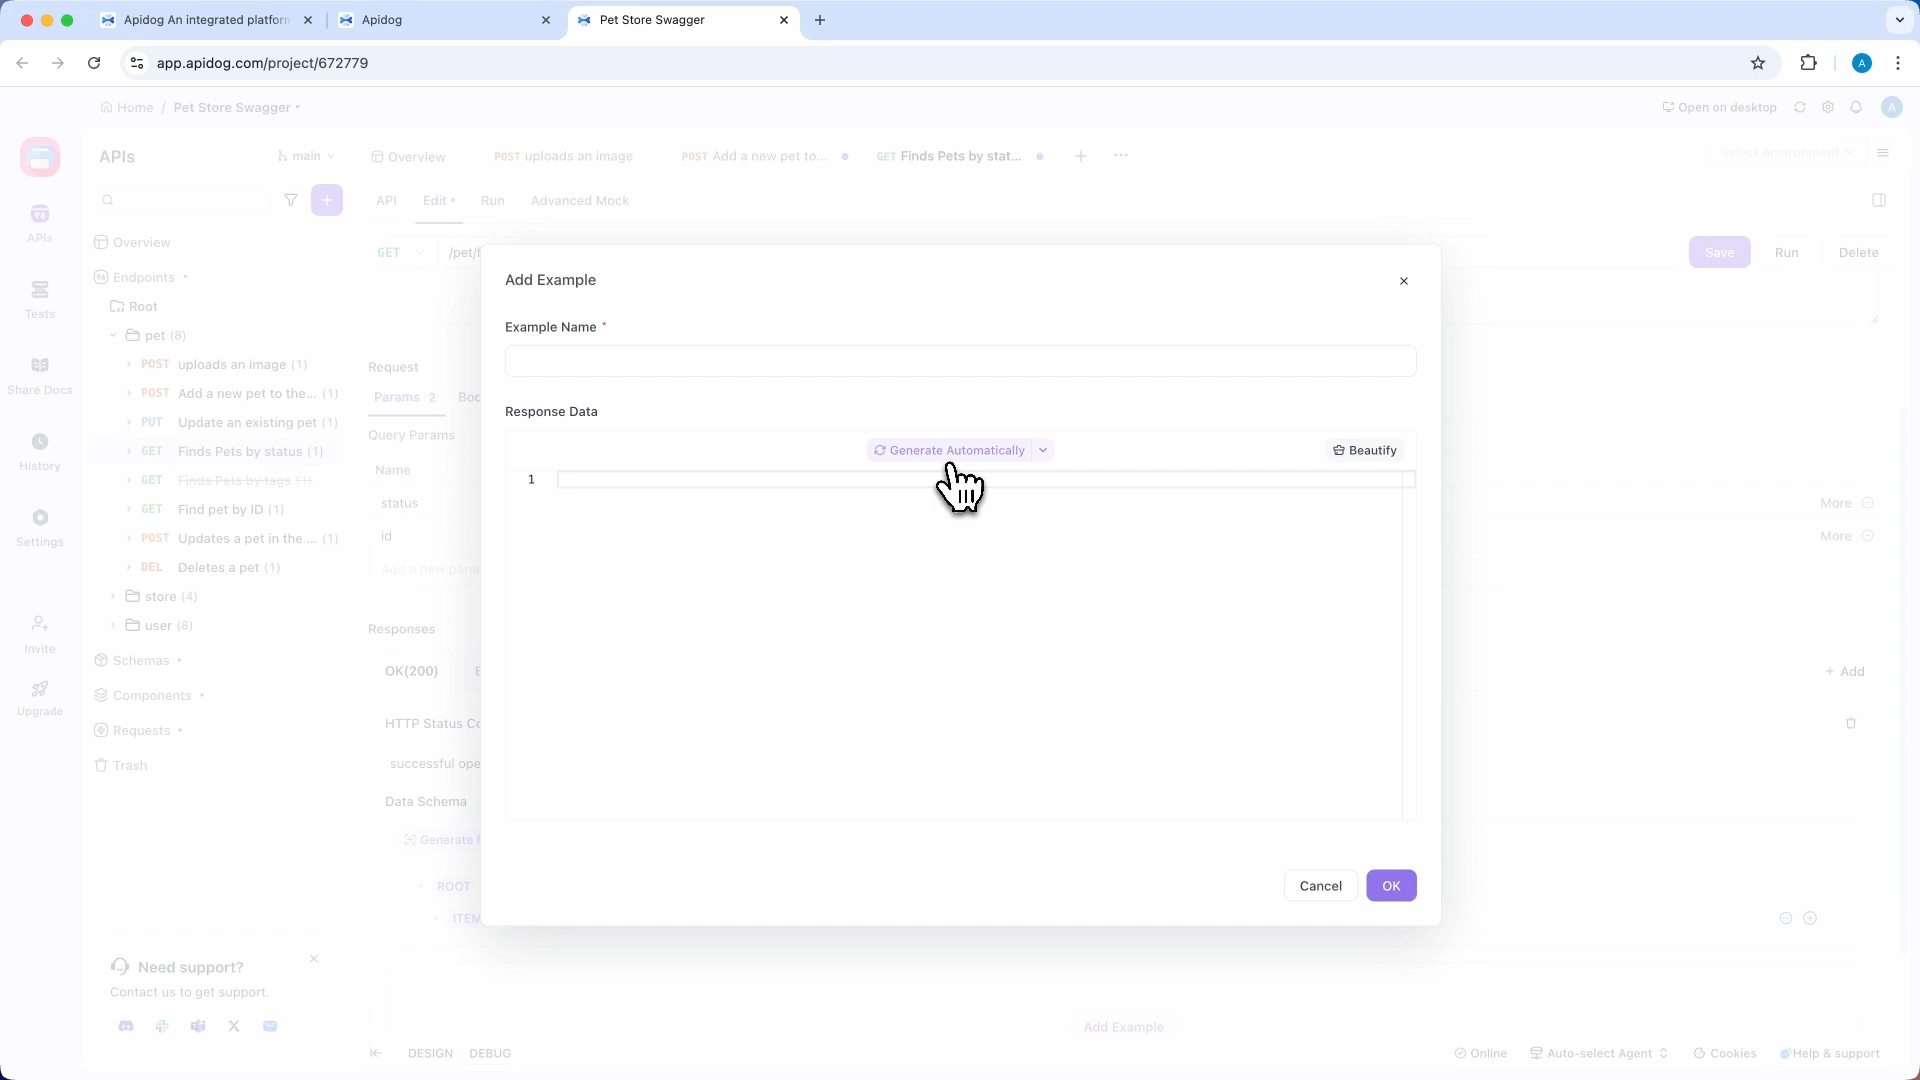 Apidog An integrated platform
Apidog
Pet Store Swagger
app.apidog.com/project/672779
A
Home / Pet Store Swagger
Open on desktop
A
APIs
main
Overview
POST uploads an image
POST Add a new pet to...
GET Finds Pets by stat...
Select environment
API
Edit
Run
Advanced Mock
APIs
Tests
Share Docs
History
Settings
Invite
Upgrade
Overview
Endpoints
Root
pet (8)
POST uploads an image (1)
POST Add a new pet to the... (1)
PUT Update an existing pet (1)
GET Finds Pets by status (1)
GET Finds Pets by tags (1)
GET Find pet by ID (1)
POST Updates a pet in the ... (1)
DEL Deletes a pet (1)
store (4)
user (8)
Schemas
Components
Requests
Trash
Need support?
Contact us to get support.
GET
/pet/f
Save
Run
Delete
Request
Params 2
Query Params
Name
status
More
id
More
Add a new para
Responses
OK(200)
+ Add
HTTP Status Co
successful ope
Data Schema
Generate f
ROOT
ITEM
Add Example
Add Example
Example Name *
Response Data
Generate Automatically
Beautify
1
Cancel
OK
DESIGN
DEBUG
Online
Auto-select Agent
Cookies
Help & support